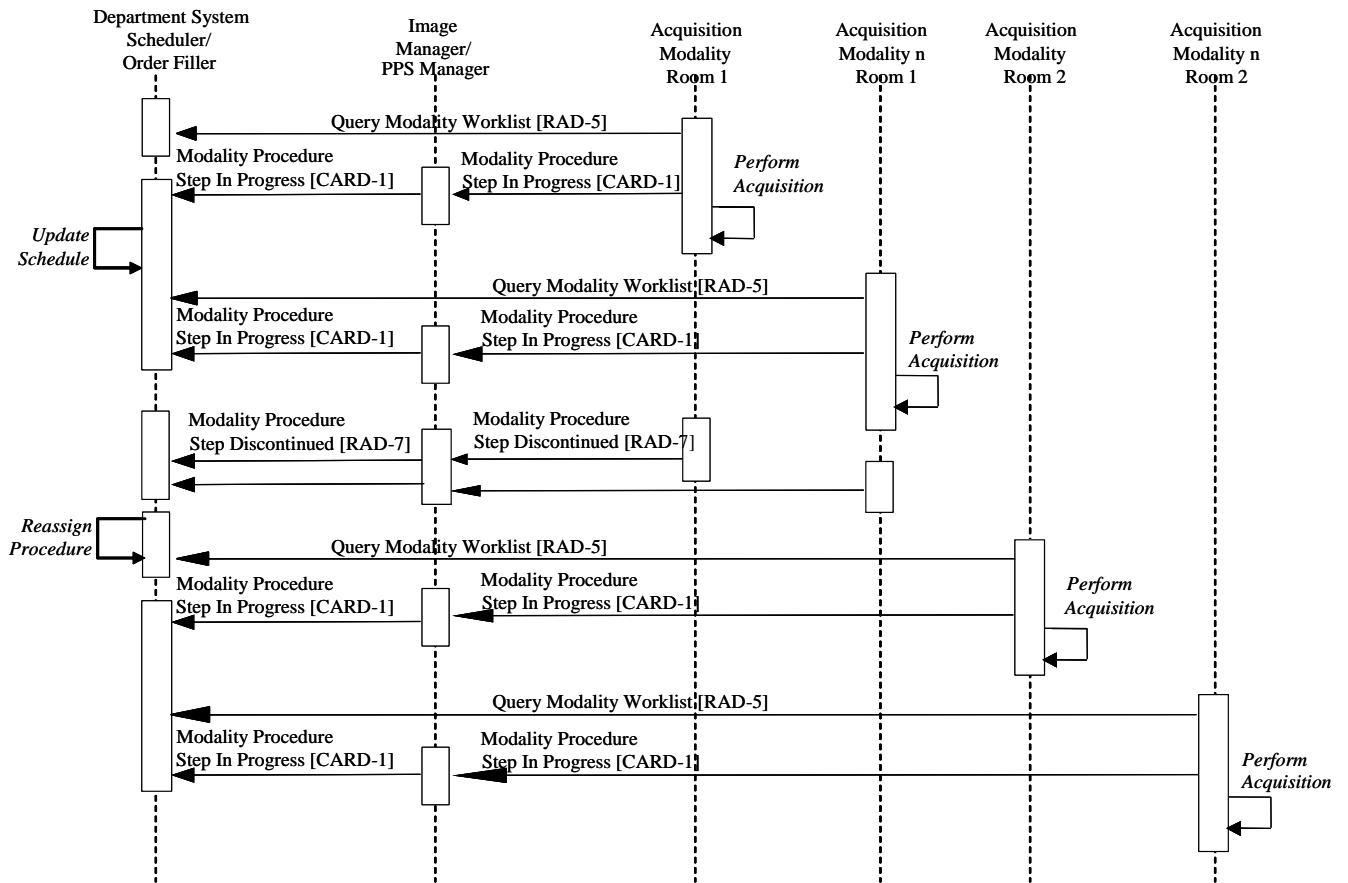 Department System
Scheduler/
Order Filler
Image
Manager/
PPS Manager
Acquisition
Modality
Room 1
Acquisition
Modality n
Room 1
Acquisition
Modality
Room 2
Acquisition
Modality n
Room 2
Query Modality Worklist [RAD-5]
Modality Procedure
Step In Progress [CARD-1]
Modality Procedure
Step In Progress [CARD-1]
Perform
Acquisition
Update
Schedule
Query Modality Worklist [RAD-5]
Modality Procedure
Step In Progress [CARD-1]
Modality Procedure
Step In Progress [CARD-1]
Perform
Acquisition
Modality Procedure
Step Discontinued [RAD-7]
Modality Procedure
Step Discontinued [RAD-7]
Reassign
Procedure
Query Modality Worklist [RAD-5]
Modality Procedure
Step In Progress [CARD-1]
Modality Procedure
Step In Progress [CARD-1]
Perform
Acquisition
Query Modality Worklist [RAD-5]
Modality Procedure
Step In Progress [CARD-1]
Modality Procedure
Step In Progress [CARD-1]
Perform
Acquisition